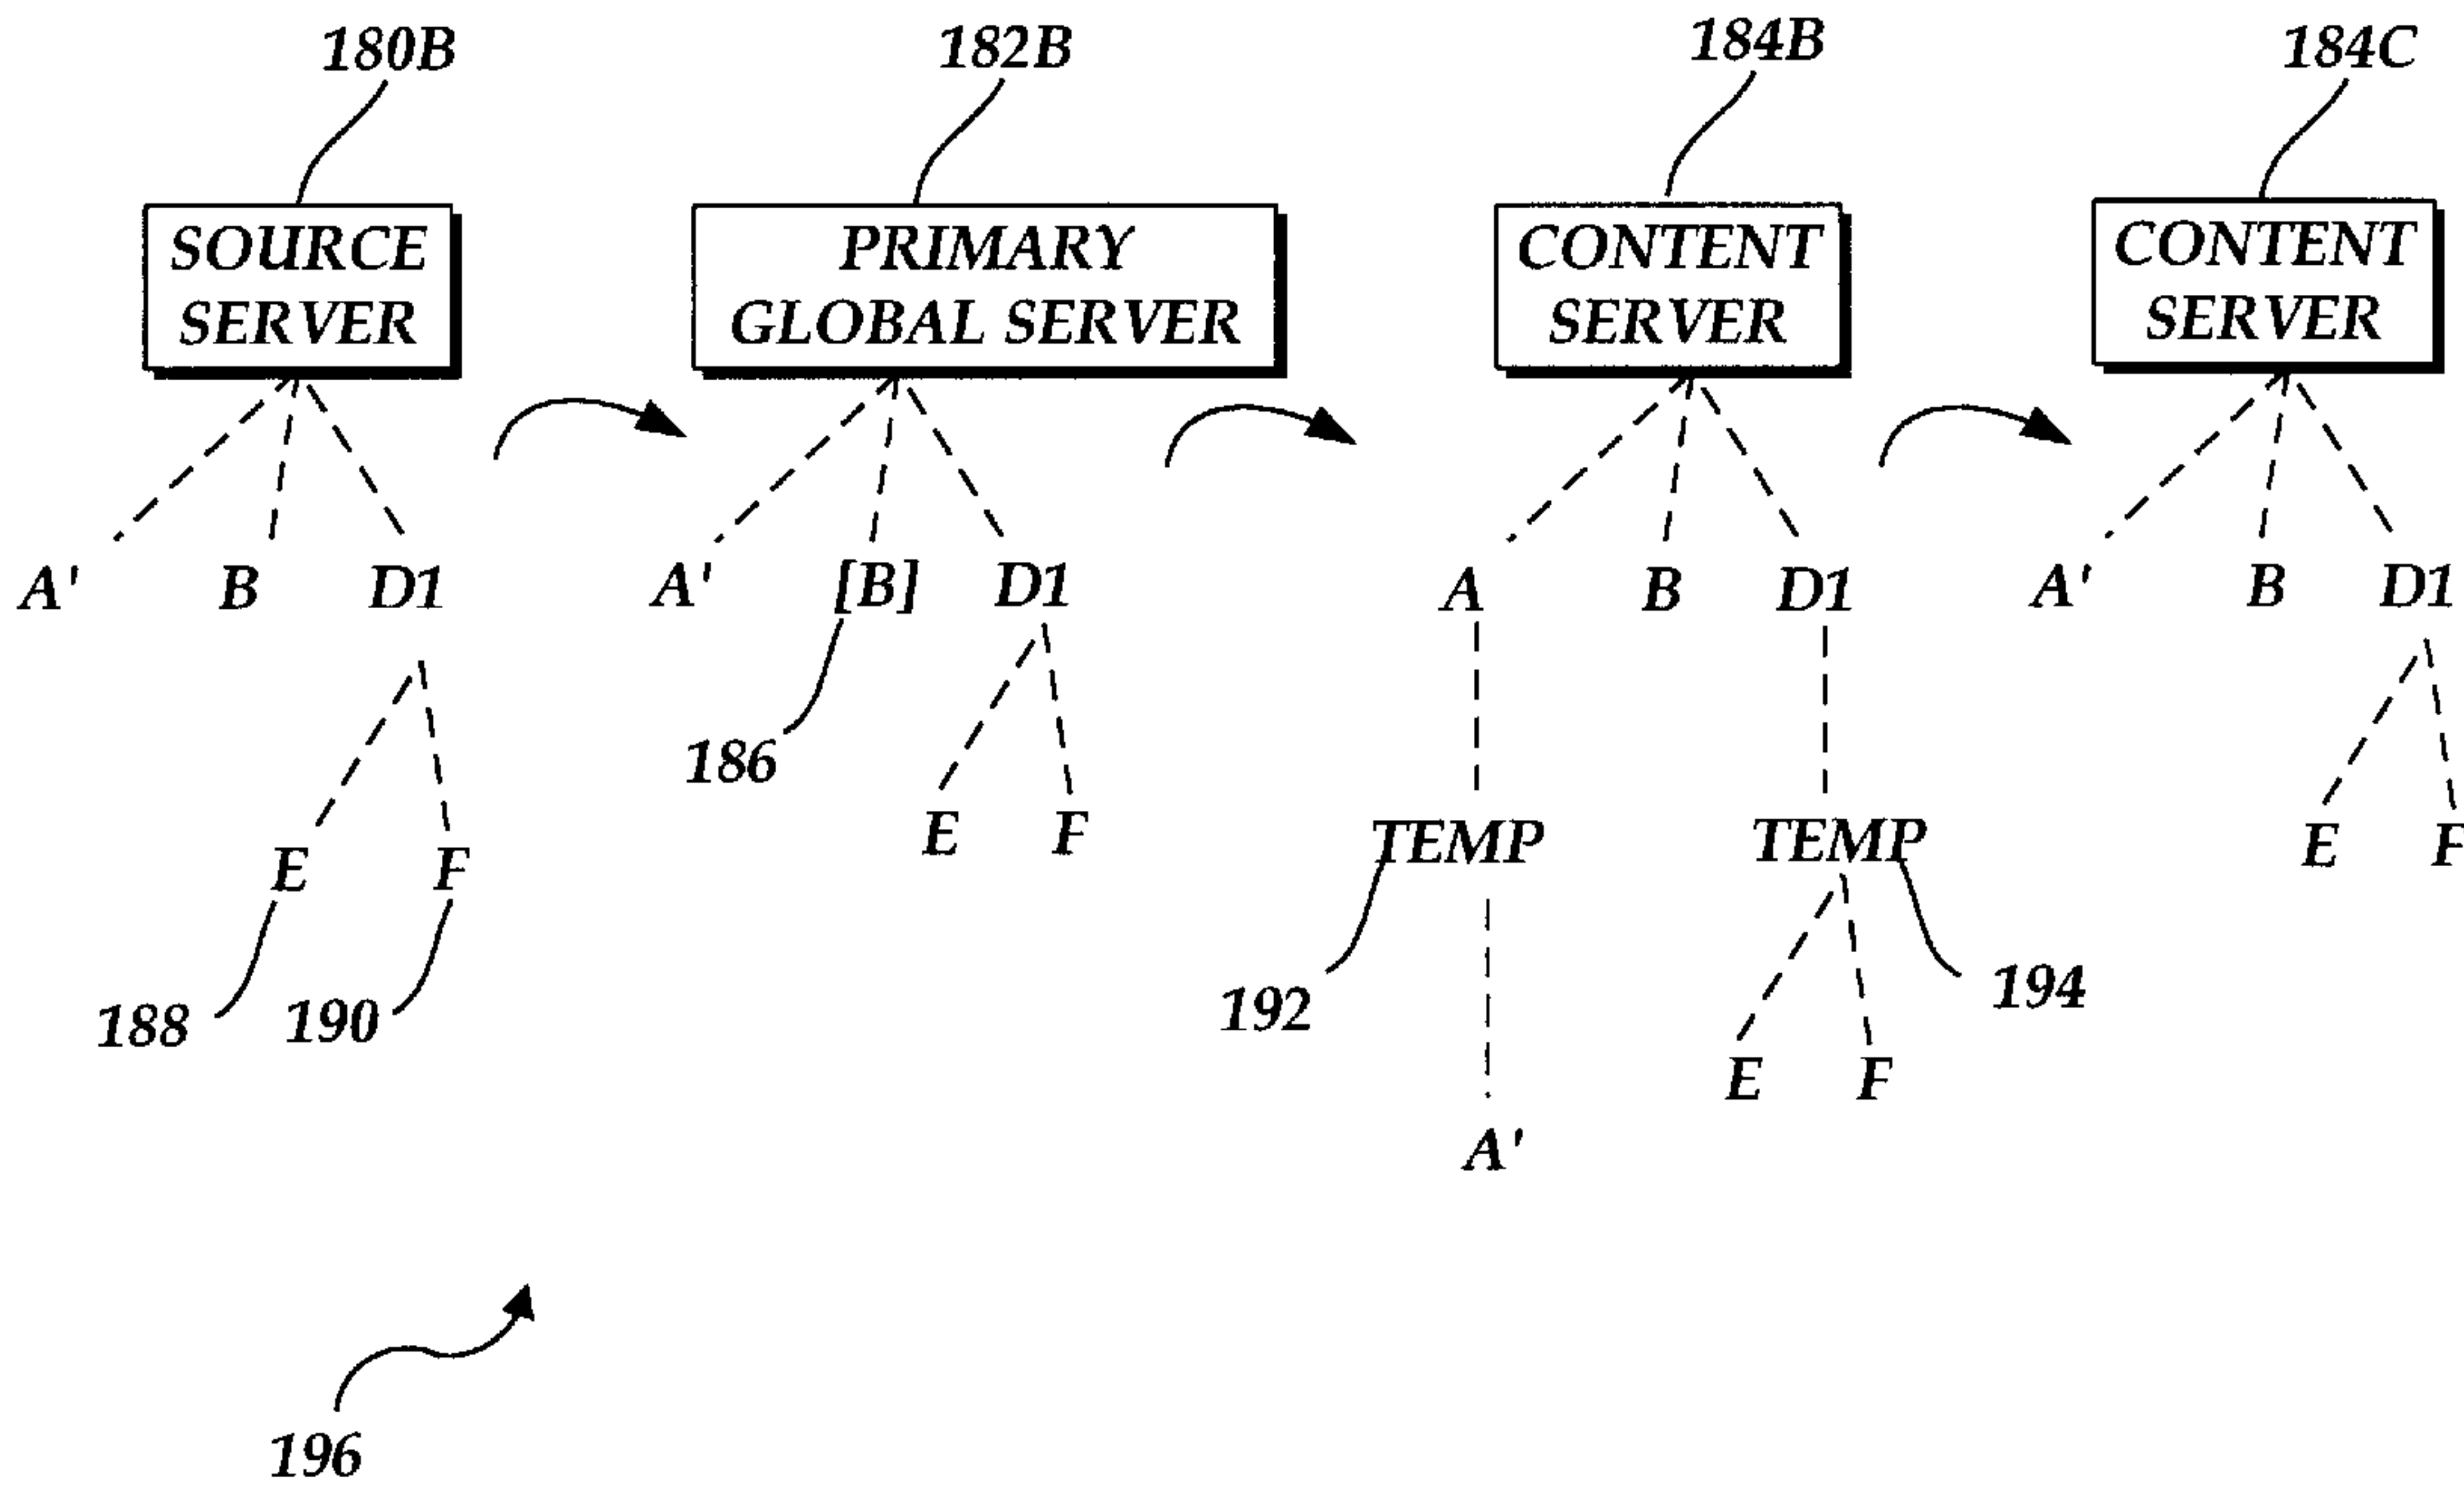 180B 182B 184B 184C
SOURCE PRIMARY CONTENT CONTENT
SERVER GLOBAL SERVER SERVER SERVER
A' B D1 A' [B] D1 A B D1 A' B D1
186
E F E F TEMP TEMP E F
188 190 192 194
E F
A'
196